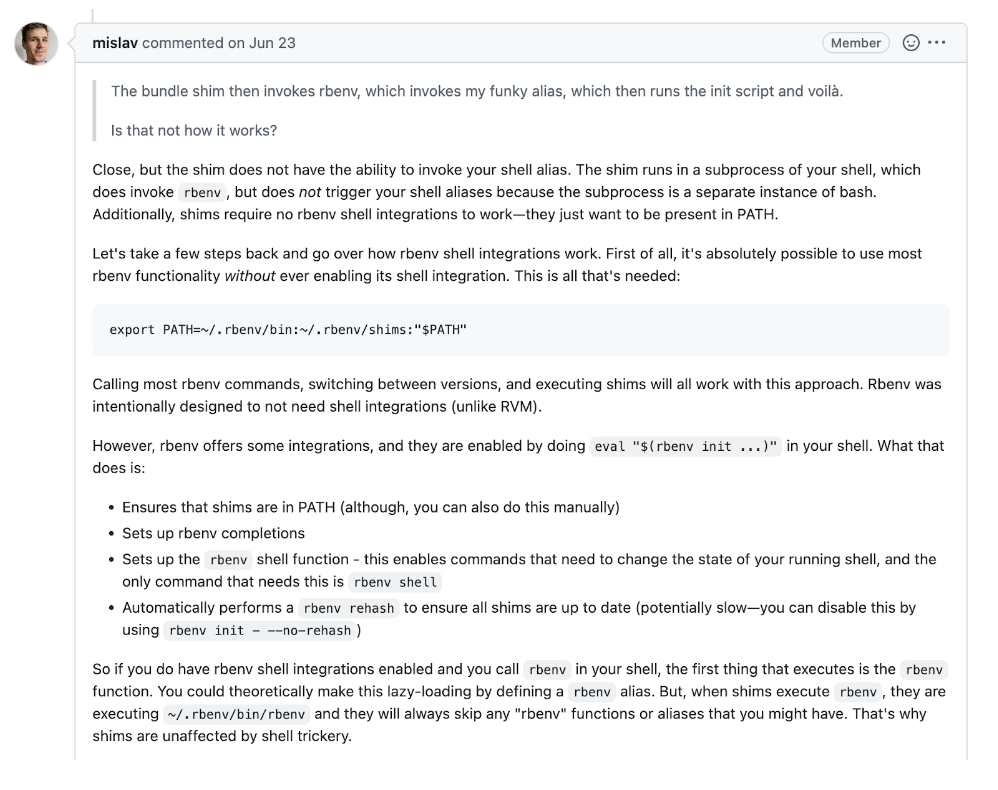 mislav commented on Jun 23
Member
The bundle shim then invokes rbenv, which invokes my funky alias, which then runs the init script and voilà.
Is that not how it works?
Close, but the shim does not have the ability to invoke your shell alias. The shim runs in a subprocess of your shell, which
does invoke rbenv , but does not trigger your shell aliases because the subprocess is a separate instance of bash.
Additionally, shims require no rbenv shell integrations to work—they just want to be present in PATH.
Let's take a few steps back and go over how rbenv shell integrations work. First of all, it's absolutely possible to use most
rbenv functionality without ever enabling its shell integration. This is all that's needed:
export PATH=~/.rbenv/bin:~/.rbenv/shims:"$PATH"
Calling most rbenv commands, switching between versions, and executing shims will all work with this approach. Rbenv was
intentionally designed to not need shell integrations (unlike RVM).
However, rbenv offers some integrations, and they are enabled by doing eval "$(rbenv init ...)" in your shell. What that
does is:
• Ensures that shims are in PATH (although, you can also do this manually)
• Sets up rbenv completions
• Sets up the rbenv shell function - this enables commands that need to change the state of your running shell, and the
only command that needs this is rbenv shell
• Automatically performs a rbenv rehash to ensure all shims are up to date (potentially slow—you can disable this by
using rbenv init - --no-rehash )
So if you do have rbenv shell integrations enabled and you call rbenv in your shell, the first thing that executes is the rbenv
function. You could theoretically make this lazy-loading by defining a rbenv alias. But, when shims execute rbenv , they are
executing ~/.rbenv/bin/rbenv and they will always skip any "rbenv" functions or aliases that you might have. That's why
shims are unaffected by shell trickery.